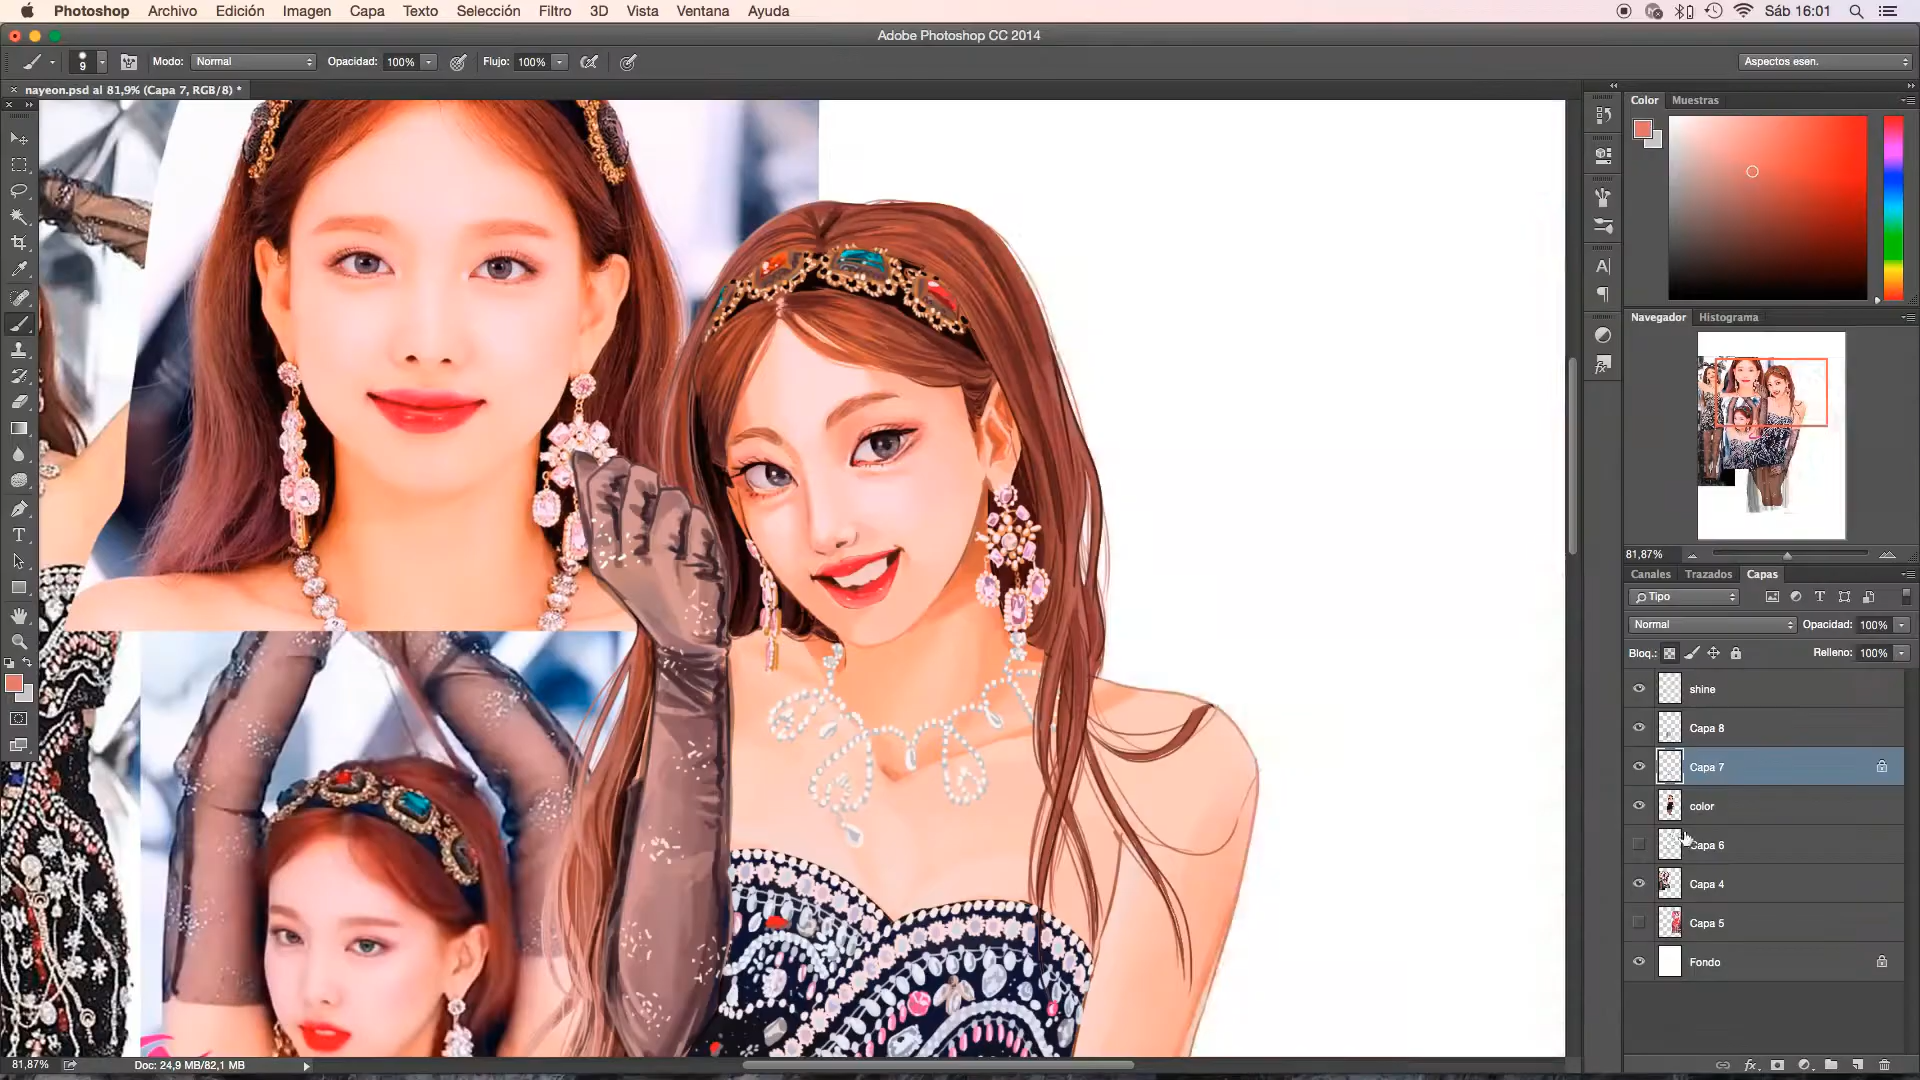 Photoshop Archivo Edición Imagen Capa Texto Selección Filtro 3D Vista Ventana Ayuda Sáb 16:01
Adobe Photoshop CC 2014
9 Modo: Normal Opacidad: 100% Flujo: 100% Aspectos esen.
nayeon.psd al 81,9% (Capa 7, RGB/8) *
Color Muestras
Navegador Histograma
81,87%
Canales Trazados Capas
Tipo
Normal Opacidad: 100%
Bloq.: Relleno: 100%
shine
Capa 8
Capa 7
color
Capa 6
Capa 4
Capa 5
Fondo
81,87% Doc: 24,9 MB/82,1 MB